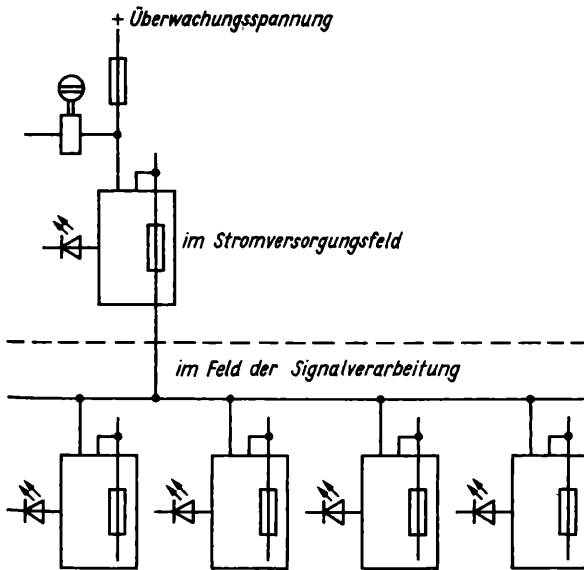 + Überwachungsspannung
im Stromversorgungsfeld
im Feld der Signalverarbeitung